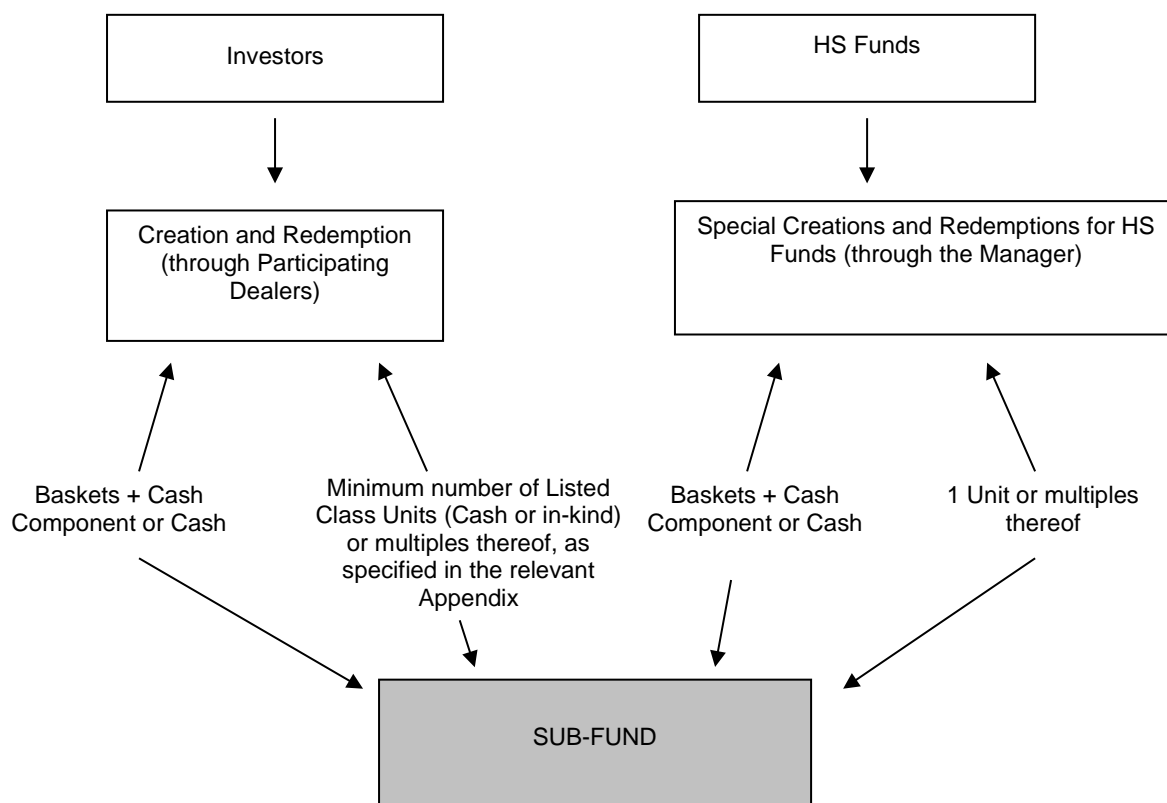 Investors
HS Funds
Creation and Redemption
(through Participating
Dealers)
Special Creations and Redemptions for HS
Funds (through the Manager)
Baskets + Cash
Component or Cash
Minimum number of Listed
Class Units (Cash or in-kind)
or multiples thereof, as
specified in the relevant
Appendix
Baskets + Cash
Component or Cash
1 Unit or multiples
thereof
SUB-FUND